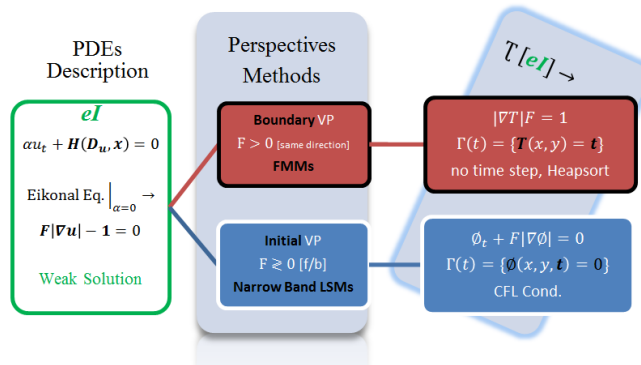 PDEs
Description
eI
αu_t + H(D_u, x) = 0
Eikonal Eq. |_{α=0} →
F|∇u| − 1 = 0
Weak Solution
Perspectives
Methods
Boundary VP
F > 0 [same direction]
FMMs
Initial VP
F ≷ 0 [f/b]
Narrow Band LSMs
T [eI] →
|∇T|F = 1
Γ(t) = {T(x, y) = t}
no time step, Heapsort
∅_t + F|∇∅| = 0
Γ(t) = {∅(x, y, t) = 0}
CFL Cond.